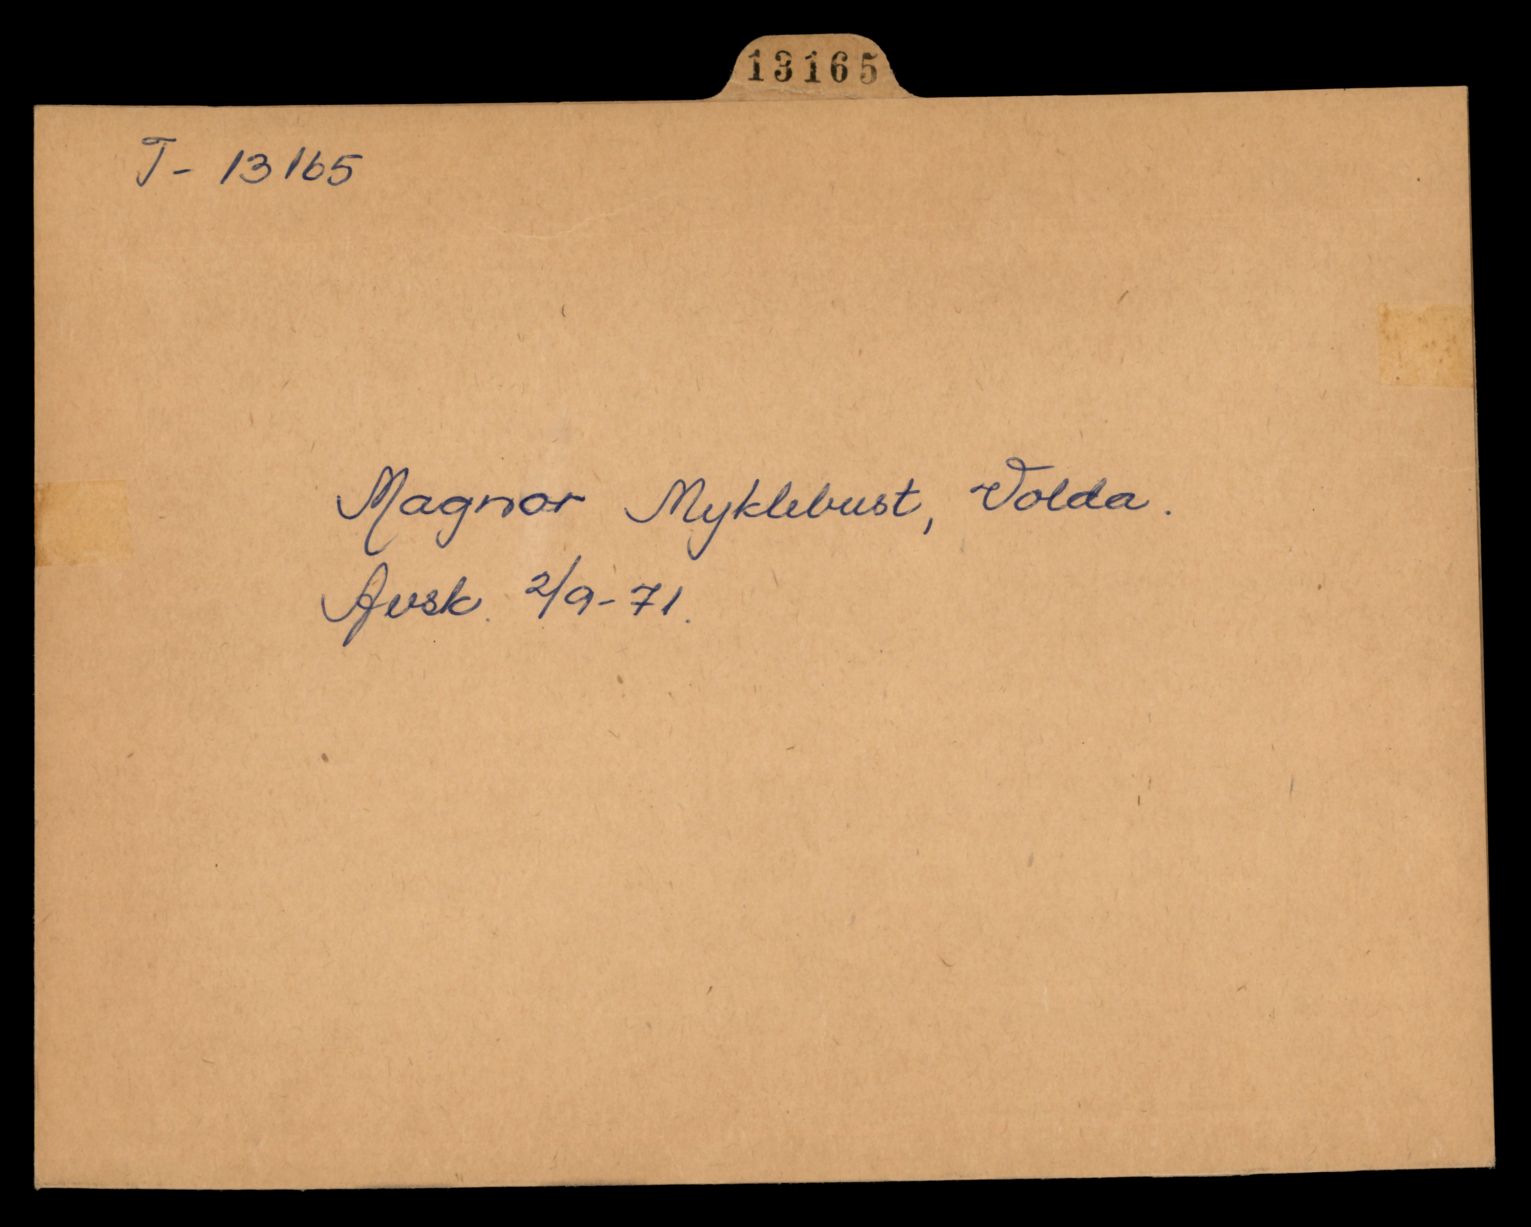 13165
T- 13165
Magnor Myklebust, Volda.
Avsk. 2/9-71.